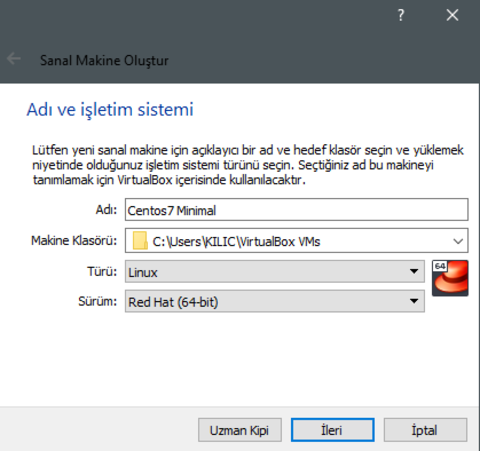 ?
Sanal Makine Oluştur
Adı ve işletim sistemi
Lütfen yeni sanal makine için açıklayıcı bir ad ve hedef klasör seçin ve yüklemek
niyetinde olduğunuz işletim sistemi türünü seçin. Seçtiğiniz ad bu makineyi
tanımlamak için VirtualBox içerisinde kullanılacaktır.
Adı: Centos7 Minimal
Makine Klasörü: C:\Users\KILIC\VirtualBox VMs
Türü: Linux
64
Sürüm: Red Hat (64-bit)
Uzman Kipi İleri İptal